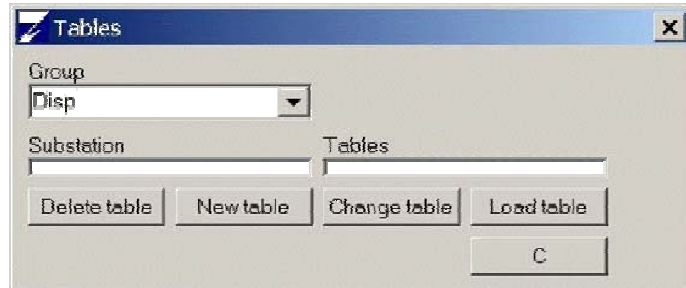 Tables
Group
Disp
Substation Tables
Delete table New table Change table Load table
C